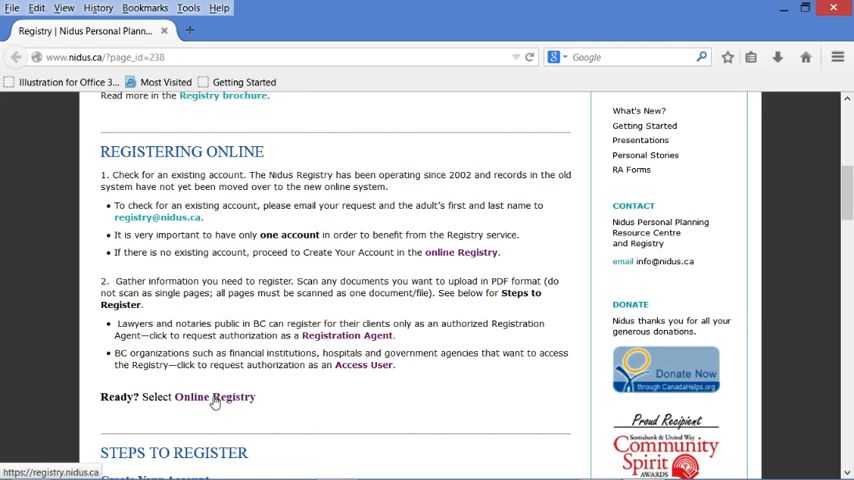 File Edit View History Bookmarks Tools Help
Registry | Nidus Personal Plann...
www.nidus.ca/?page_id=238
Google
Illustration for Office 3... Most Visited Getting Started
Read more in the Registry brochure.
REGISTERING ONLINE
1. Check for an existing account. The Nidus Registry has been operating since 2002 and records in the old
system have not yet been moved over to the new online system.
• To check for an existing account, please email your request and the adult's first and last name to
registry@nidus.ca.
• It is very important to have only one account in order to benefit from the Registry service.
• If there is no existing account, proceed to Create Your Account in the online Registry.
2. Gather information you need to register. Scan any documents you want to upload in PDF format (do
not scan as single pages; all pages must be scanned as one document/file). See below for Steps to
Register.
• Lawyers and notaries public in BC can register for their clients only as an authorized Registration
Agent—click to request authorization as a Registration Agent.
• BC organizations such as financial institutions, hospitals and government agencies that want to access
the Registry—click to request authorization as an Access User.
Ready? Select Online Registry
STEPS TO REGISTER
Create Your Account
https://registry.nidus.ca
What's New?
Getting Started
Presentations
Personal Stories
RA Forms
CONTACT
Nidus Personal Planning
Resource Centre
and Registry
email info@nidus.ca
DONATE
Nidus thanks you for all your
generous donations.
Donate Now
through CanadaHelps.org
Proud Recipient
Scotiabank & United Way
Community
Spirit
AWARDS